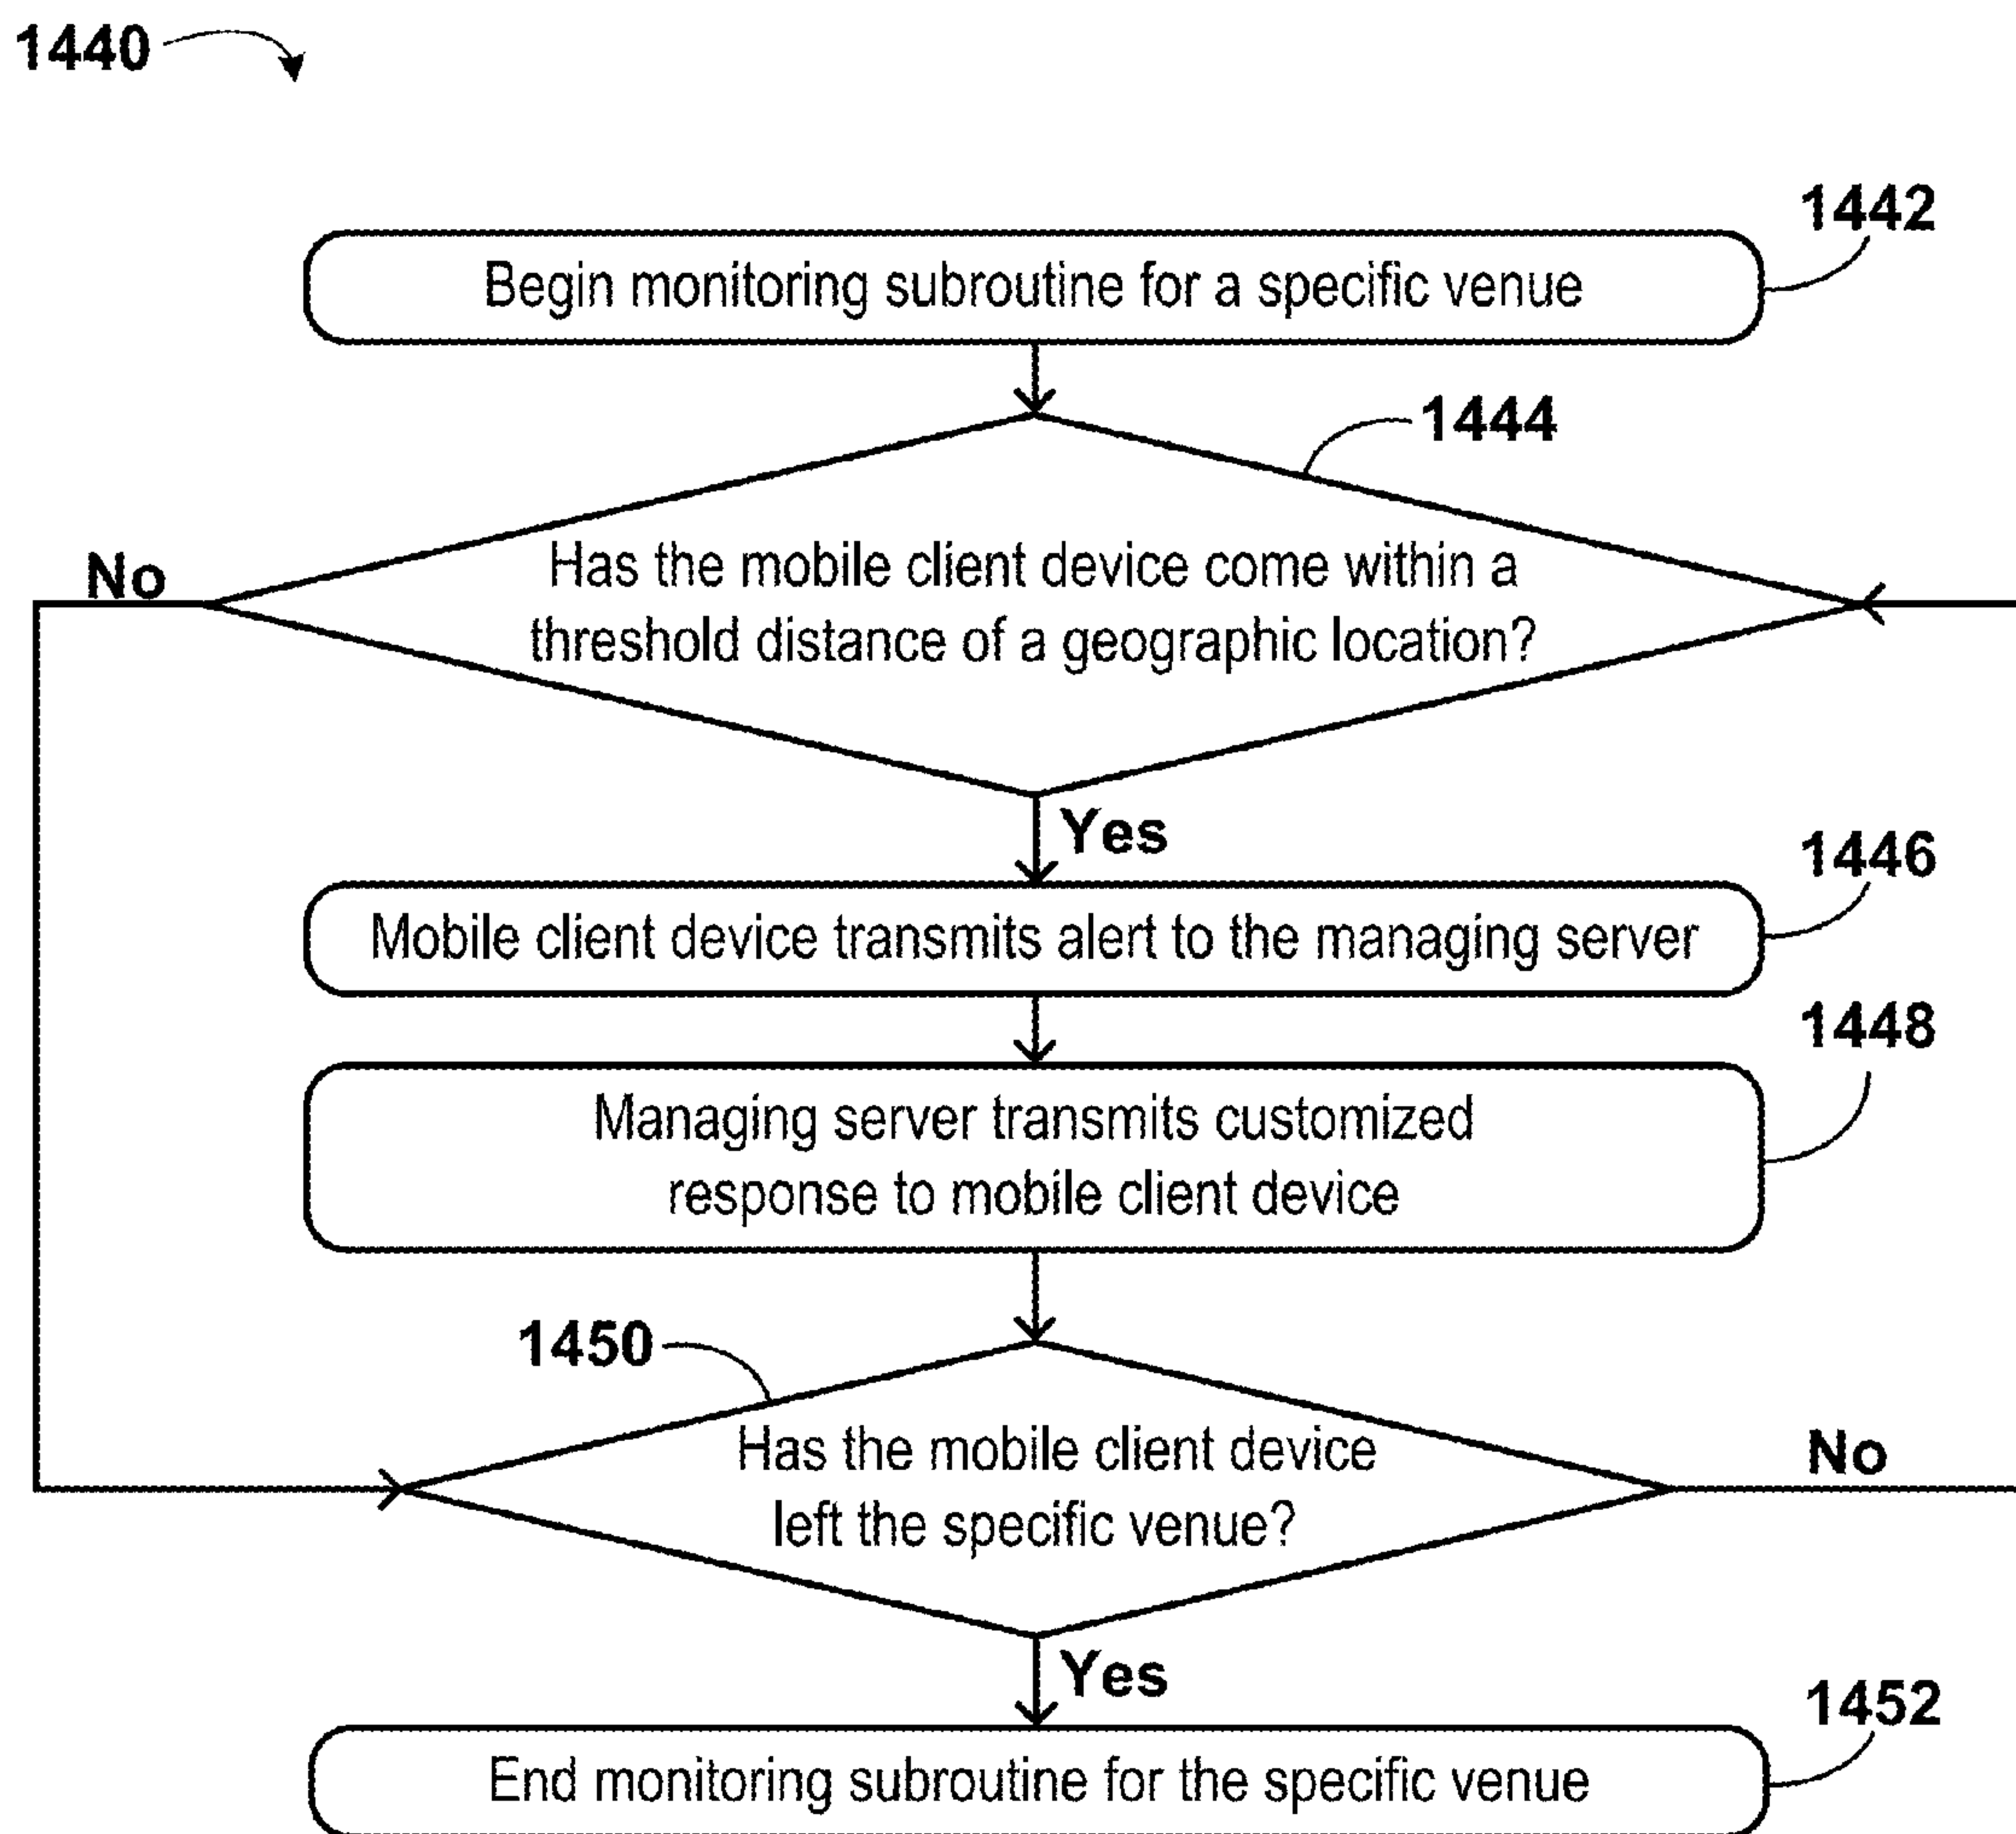 1440
1442
Begin monitoring subroutine for a specific venue
1444
Has the mobile client device come within a
threshold distance of a geographic location?
No
Yes
1446
Mobile client device transmits alert to the managing server
1448
Managing server transmits customized
response to mobile client device
1450
Has the mobile client device
left the specific venue?
No
Yes
1452
End monitoring subroutine for the specific venue